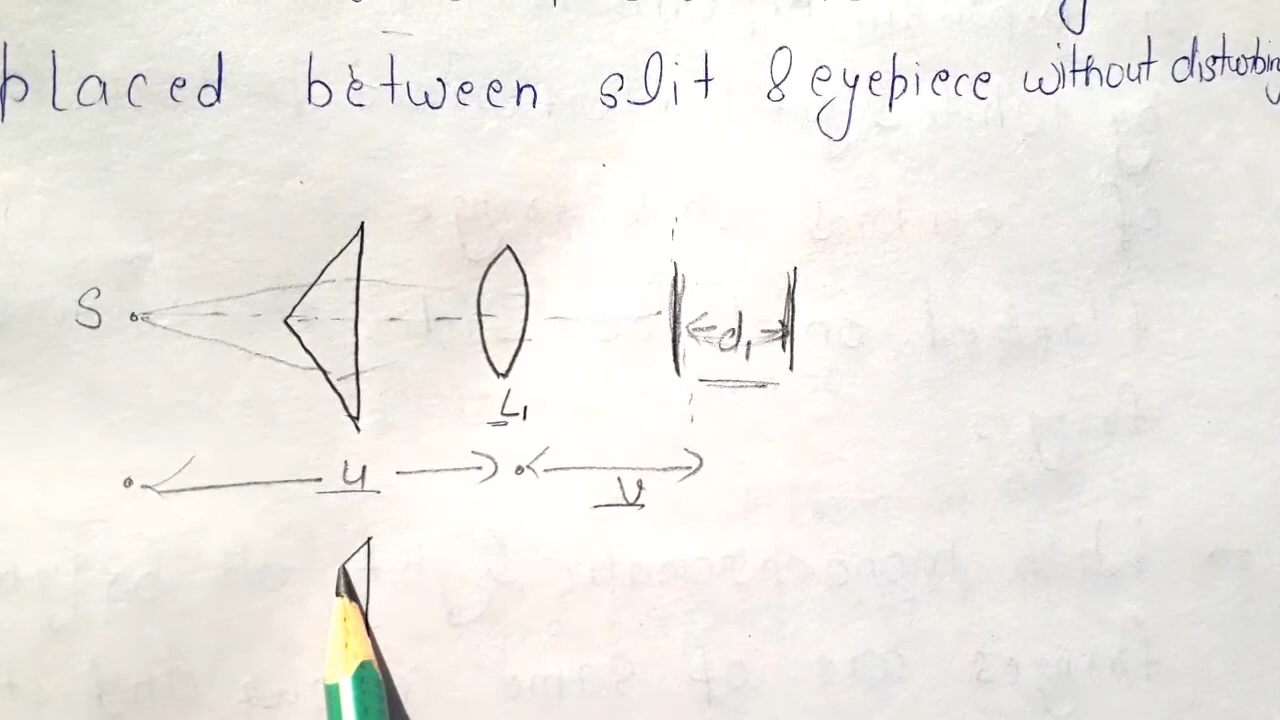 placed between slit & eyepiece without disturbing
S
d₁
L₁
u
v